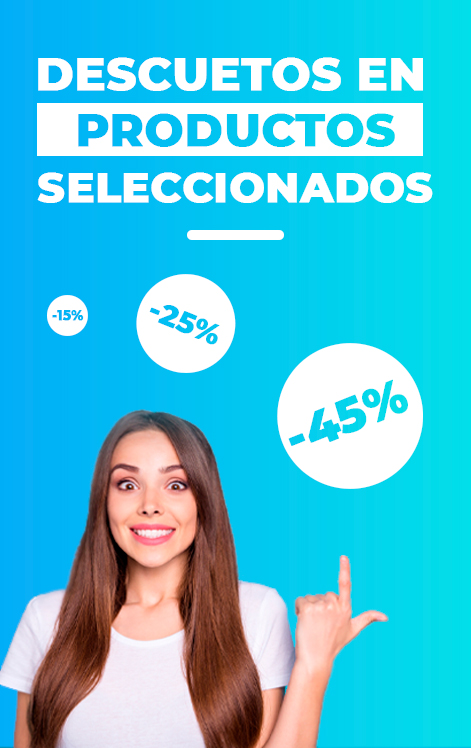 DESCUETOS EN
PRODUCTOS
SELECCIONADOS
-15%
-25%
-45%